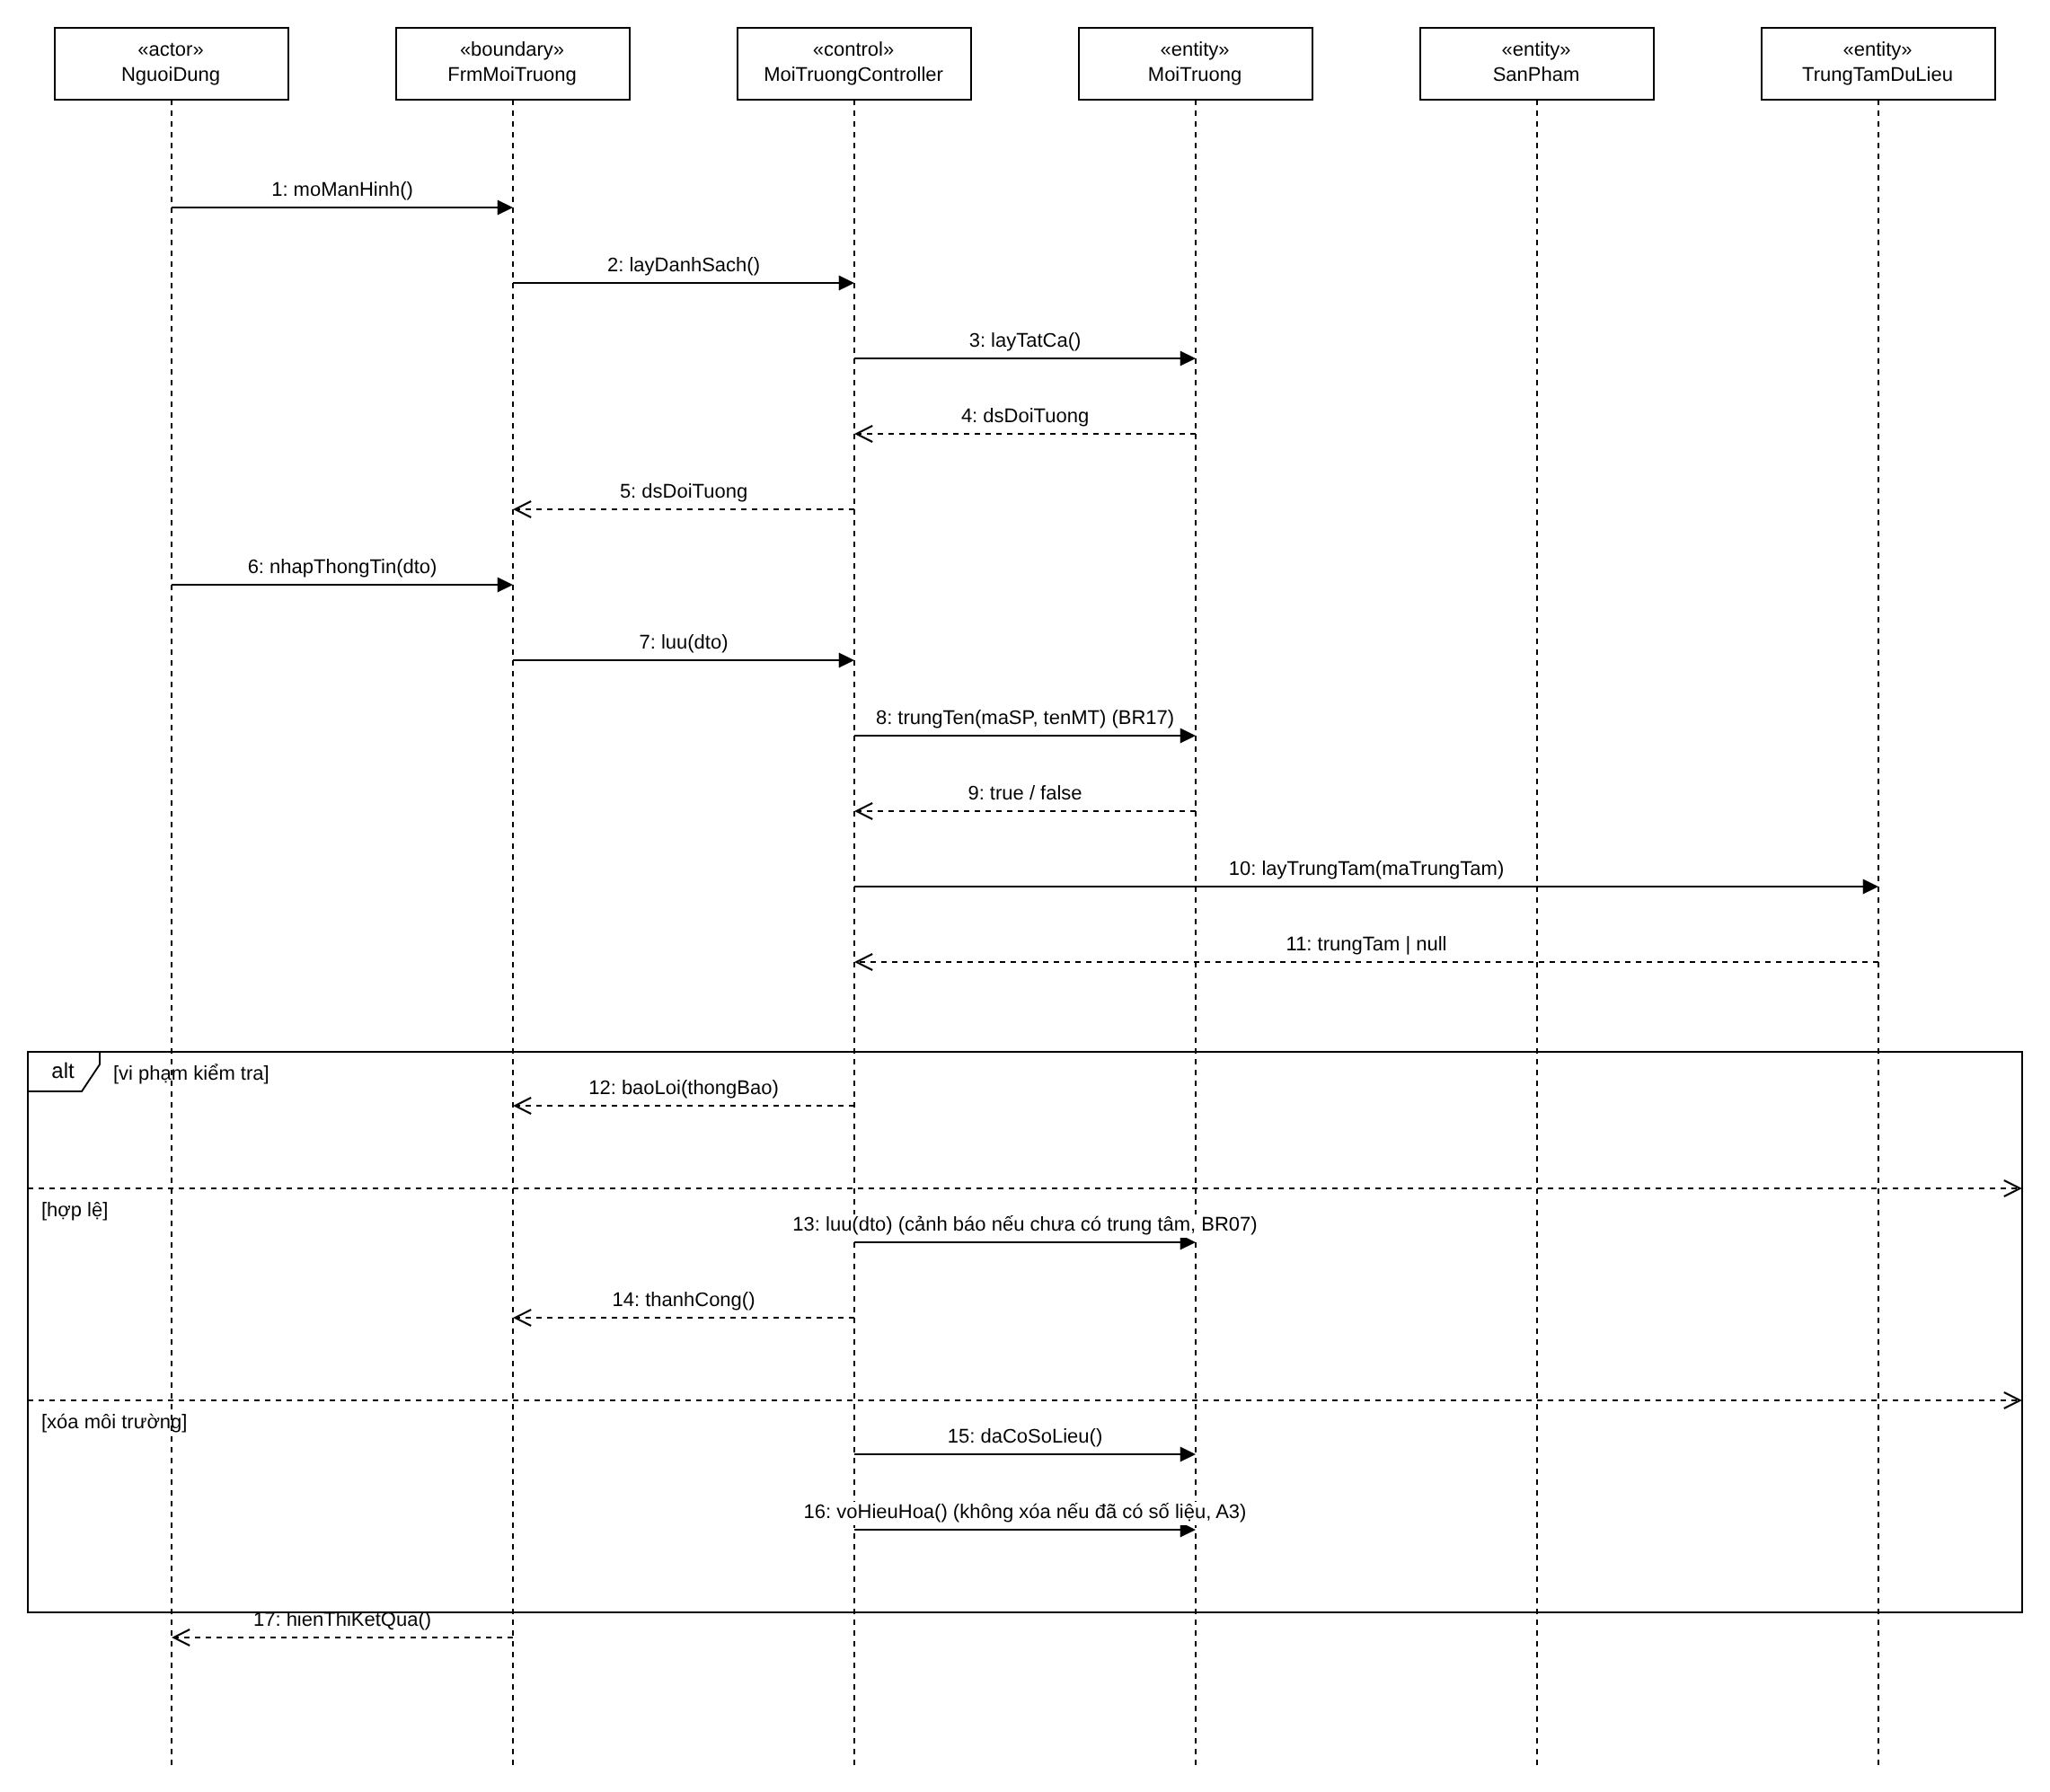 «actor»
NguoiDung
«boundary»
FrmMoiTruong
«control»
MoiTruongController
«entity»
MoiTruong
«entity»
SanPham
«entity»
TrungTamDuLieu
1: moManHinh()
2: layDanhSach()
3: layTatCa()
4: dsDoiTuong
5: dsDoiTuong
6: nhapThongTin(dto)
7: luu(dto)
8: trungTen(maSP, tenMT) (BR17)
9: true / false
10: layTrungTam(maTrungTam)
11: trungTam | null
alt
[vi phạm kiểm tra]
12: baoLoi(thongBao)
[hợp lệ]
13: luu(dto) (cảnh báo nếu chưa có trung tâm, BR07)
14: thanhCong()
[xóa môi trường]
15: daCoSoLieu()
16: voHieuHoa() (không xóa nếu đã có số liệu, A3)
17: hienThiKetQua()